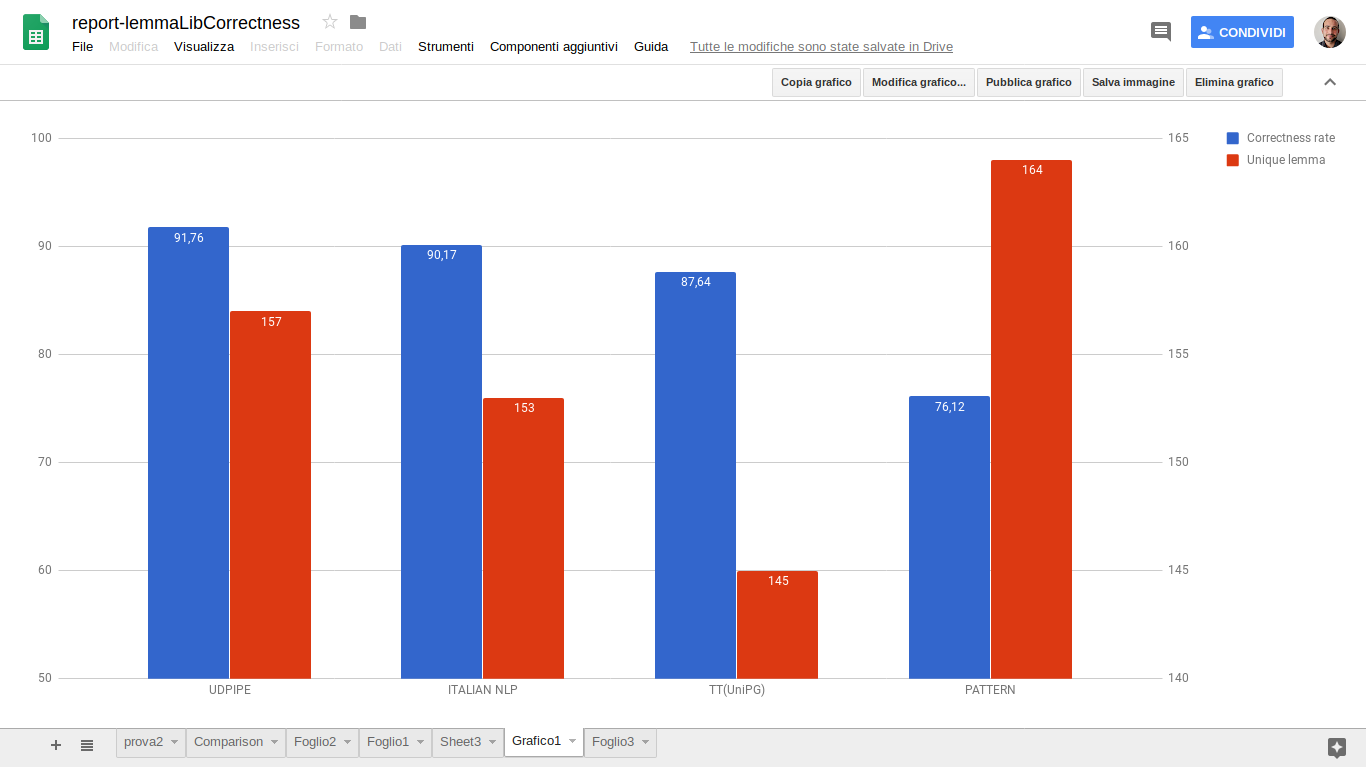 report-lemmaLibCorrectness
File Modifica Visualizza Inserisci Formato Dati Strumenti Componenti aggiuntivi Guida Tutte le modifiche sono state salvate in Drive
CONDIVIDI
Copia grafico Modifica grafico... Pubblica grafico Salva immagine Elimina grafico
100 165
Correctness rate
Unique lemma
164
91,76
90 160
90,17
87,64
157
80 155
153
76,12
70 150
60 145
145
50 140
UDPIPE ITALIAN NLP TT(UniPG) PATTERN
prova2 Comparison Foglio2 Foglio1 Sheet3 Grafico1 Foglio3